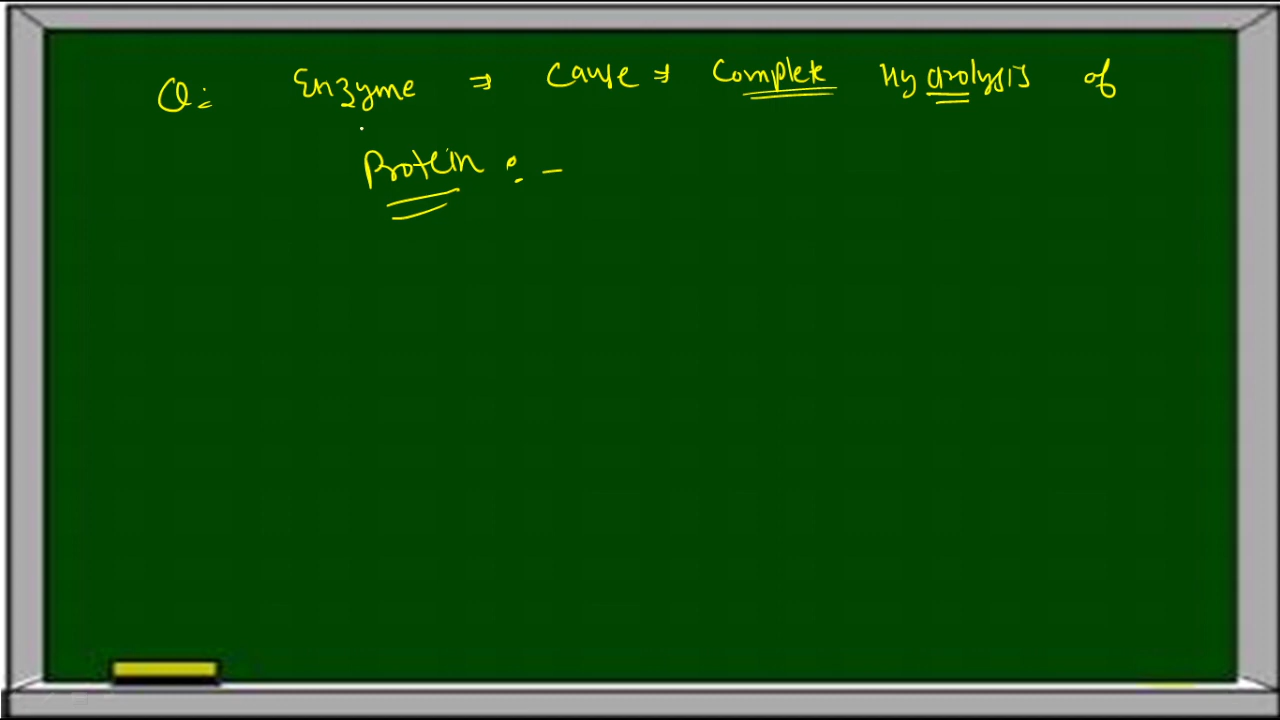 Q:- Enzyme ⇒ Cause ⇒ Complete Hydrolysis of
Protein :-